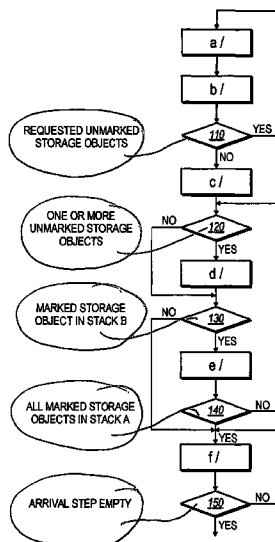 a /
b /
REQUESTED UNMARKED
STORAGE OBJECTS
110
YES
NO
c /
ONE OR MORE
UNMARKED STORAGE
OBJECTS
NO
120
YES
d /
MARKED STORAGE
OBJECT IN STACK B
NO
130
YES
e /
ALL MARKED STORAGE
OBJECTS IN STACK A
140
NO
YES
f /
ARRIVAL STEP EMPTY
150
NO
YES